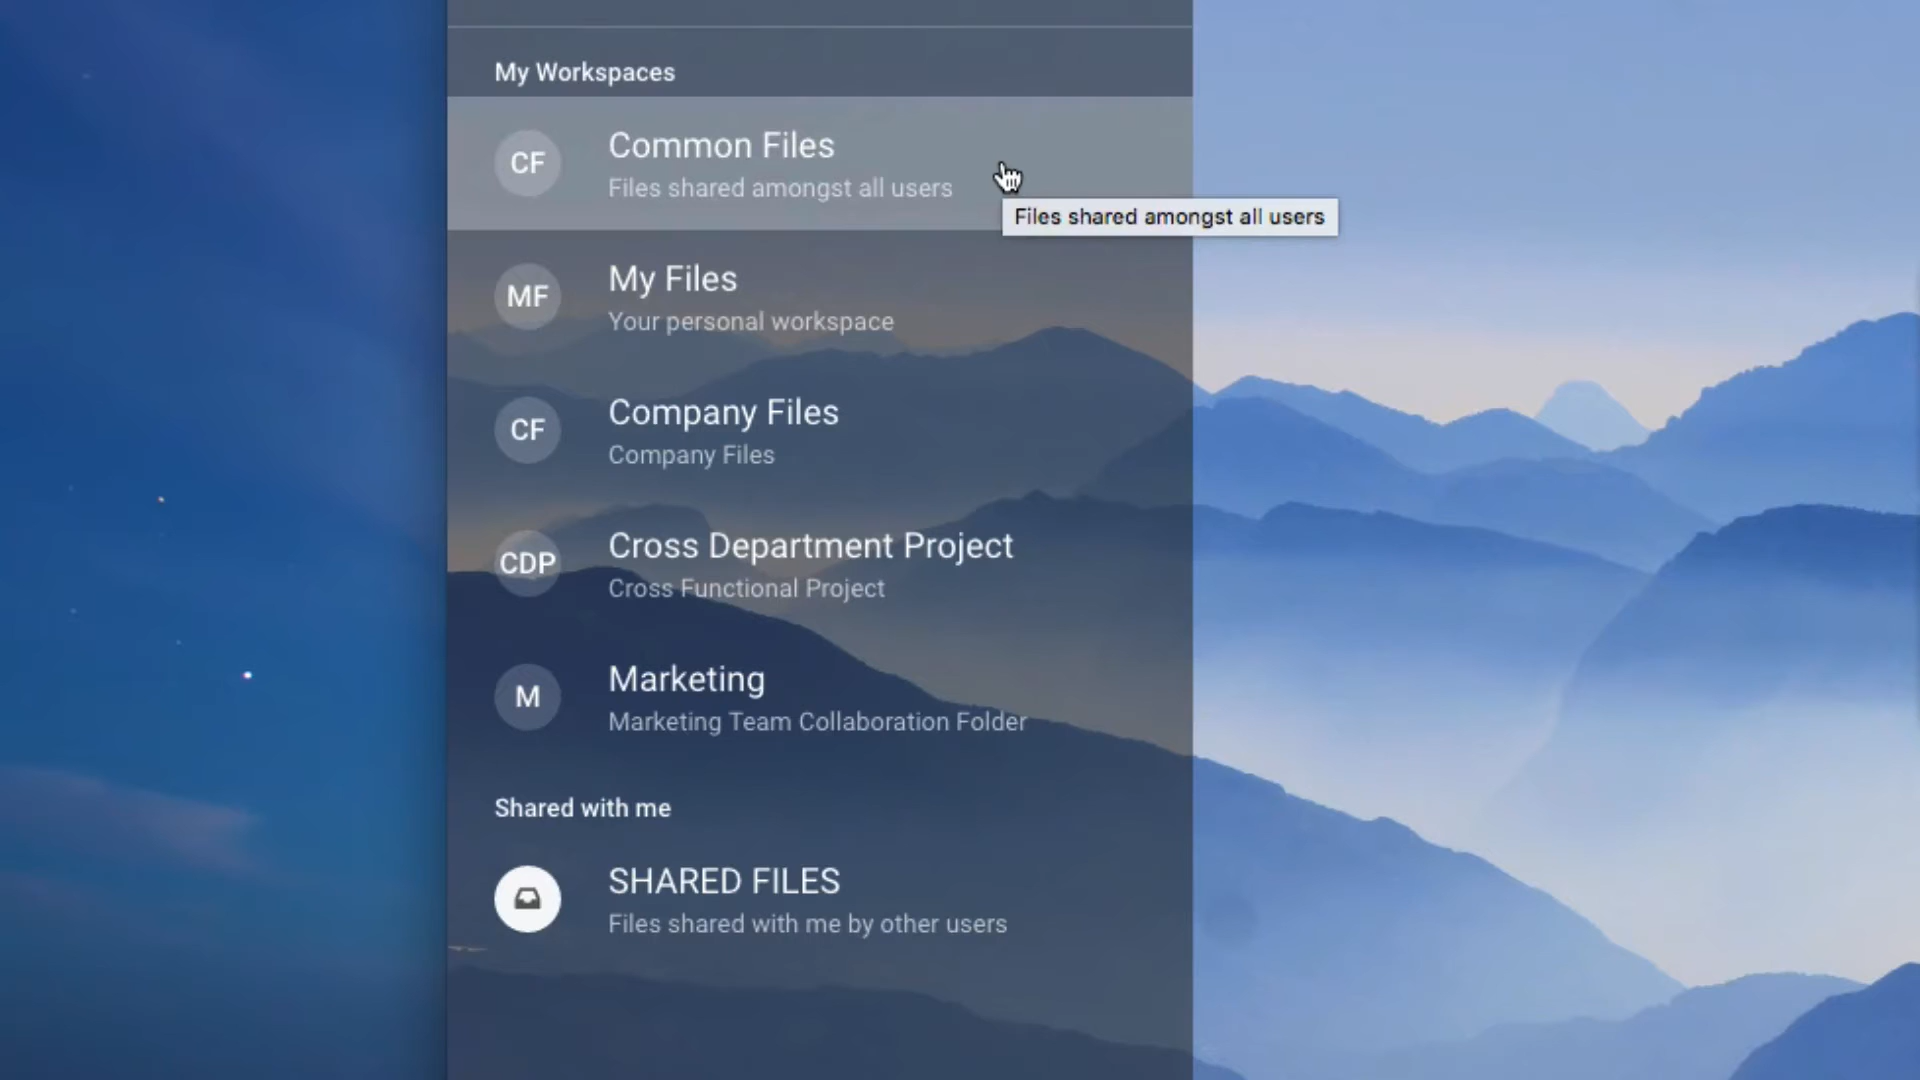 My Workspaces
CF
Common Files
Files shared amongst all users
Files shared amongst all users
MF
My Files
Your personal workspace
CF
Company Files
Company Files
CDP
Cross Department Project
Cross Functional Project
M
Marketing
Marketing Team Collaboration Folder
Shared with me
SHARED FILES
Files shared with me by other users